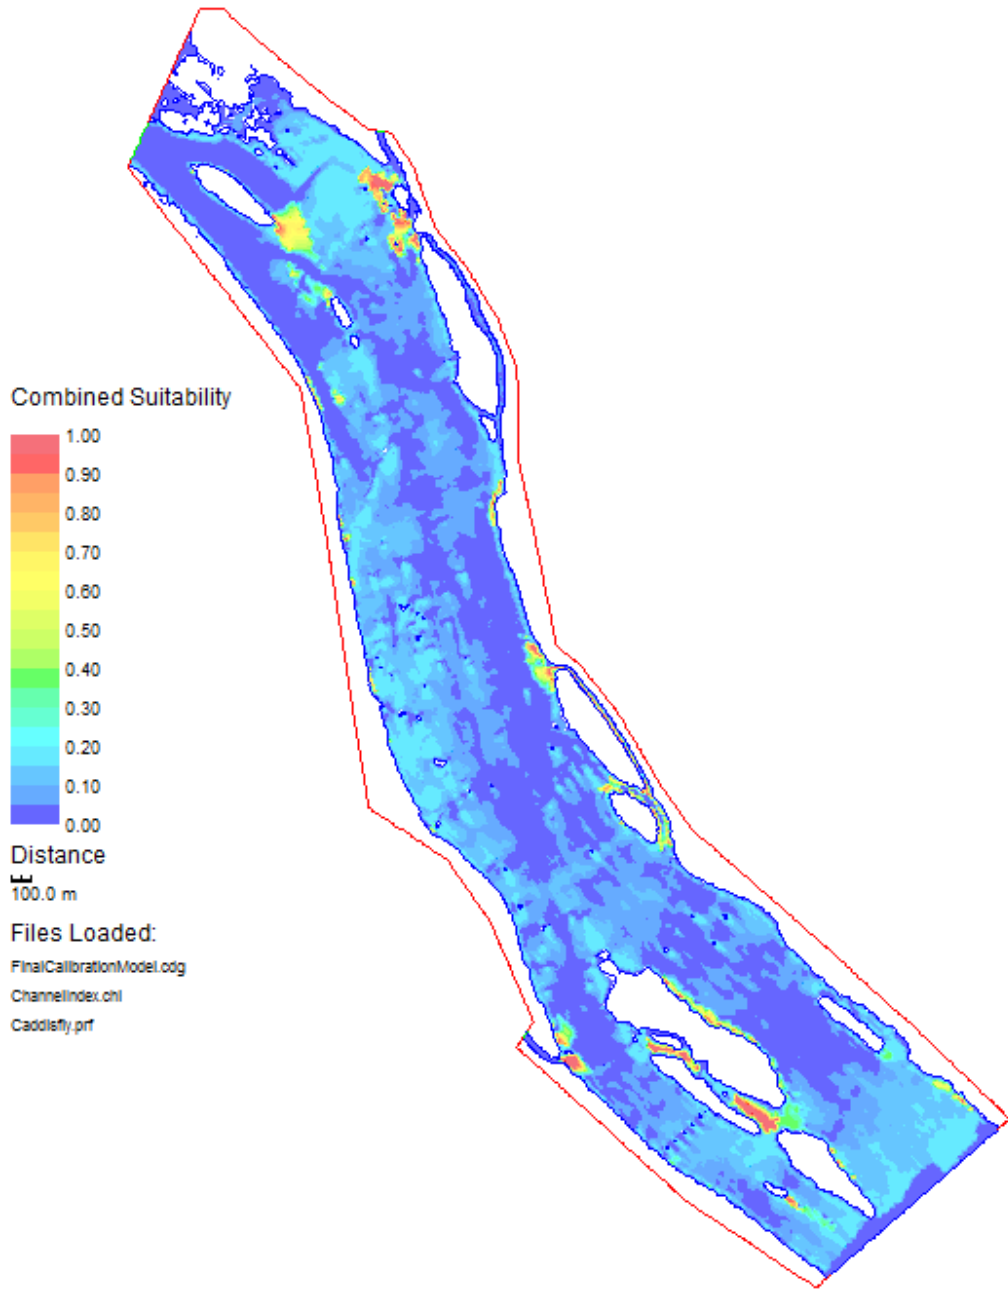 Combined Suitability
1.00
0.90
0.80
0.70
0.60
0.50
0.40
0.30
0.20
0.10
0.00
Distance
100.0 m
Files Loaded:
FinalCalibrationModel.cdg
ChannelIndex.chi
Caddisfly.prf